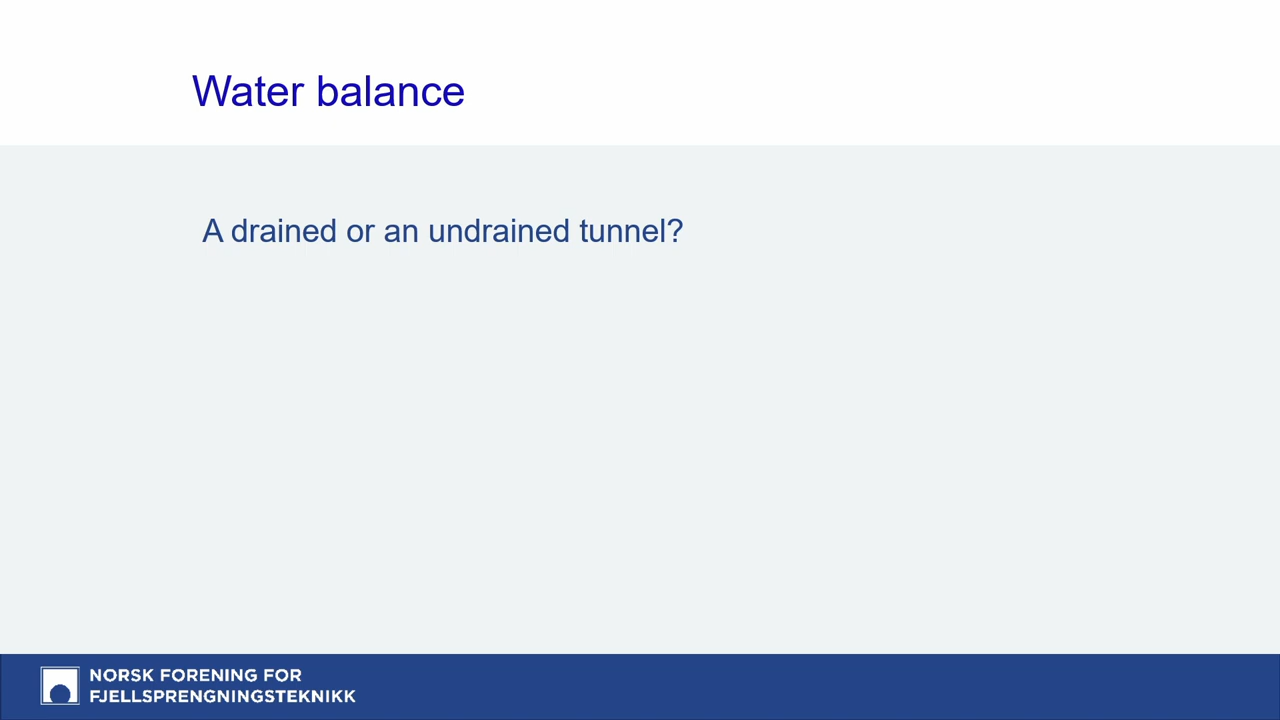 Water balance
A drained or an undrained tunnel?
NORSK FORENING FOR
FJELLSPRENGNINGSTEKNIKK